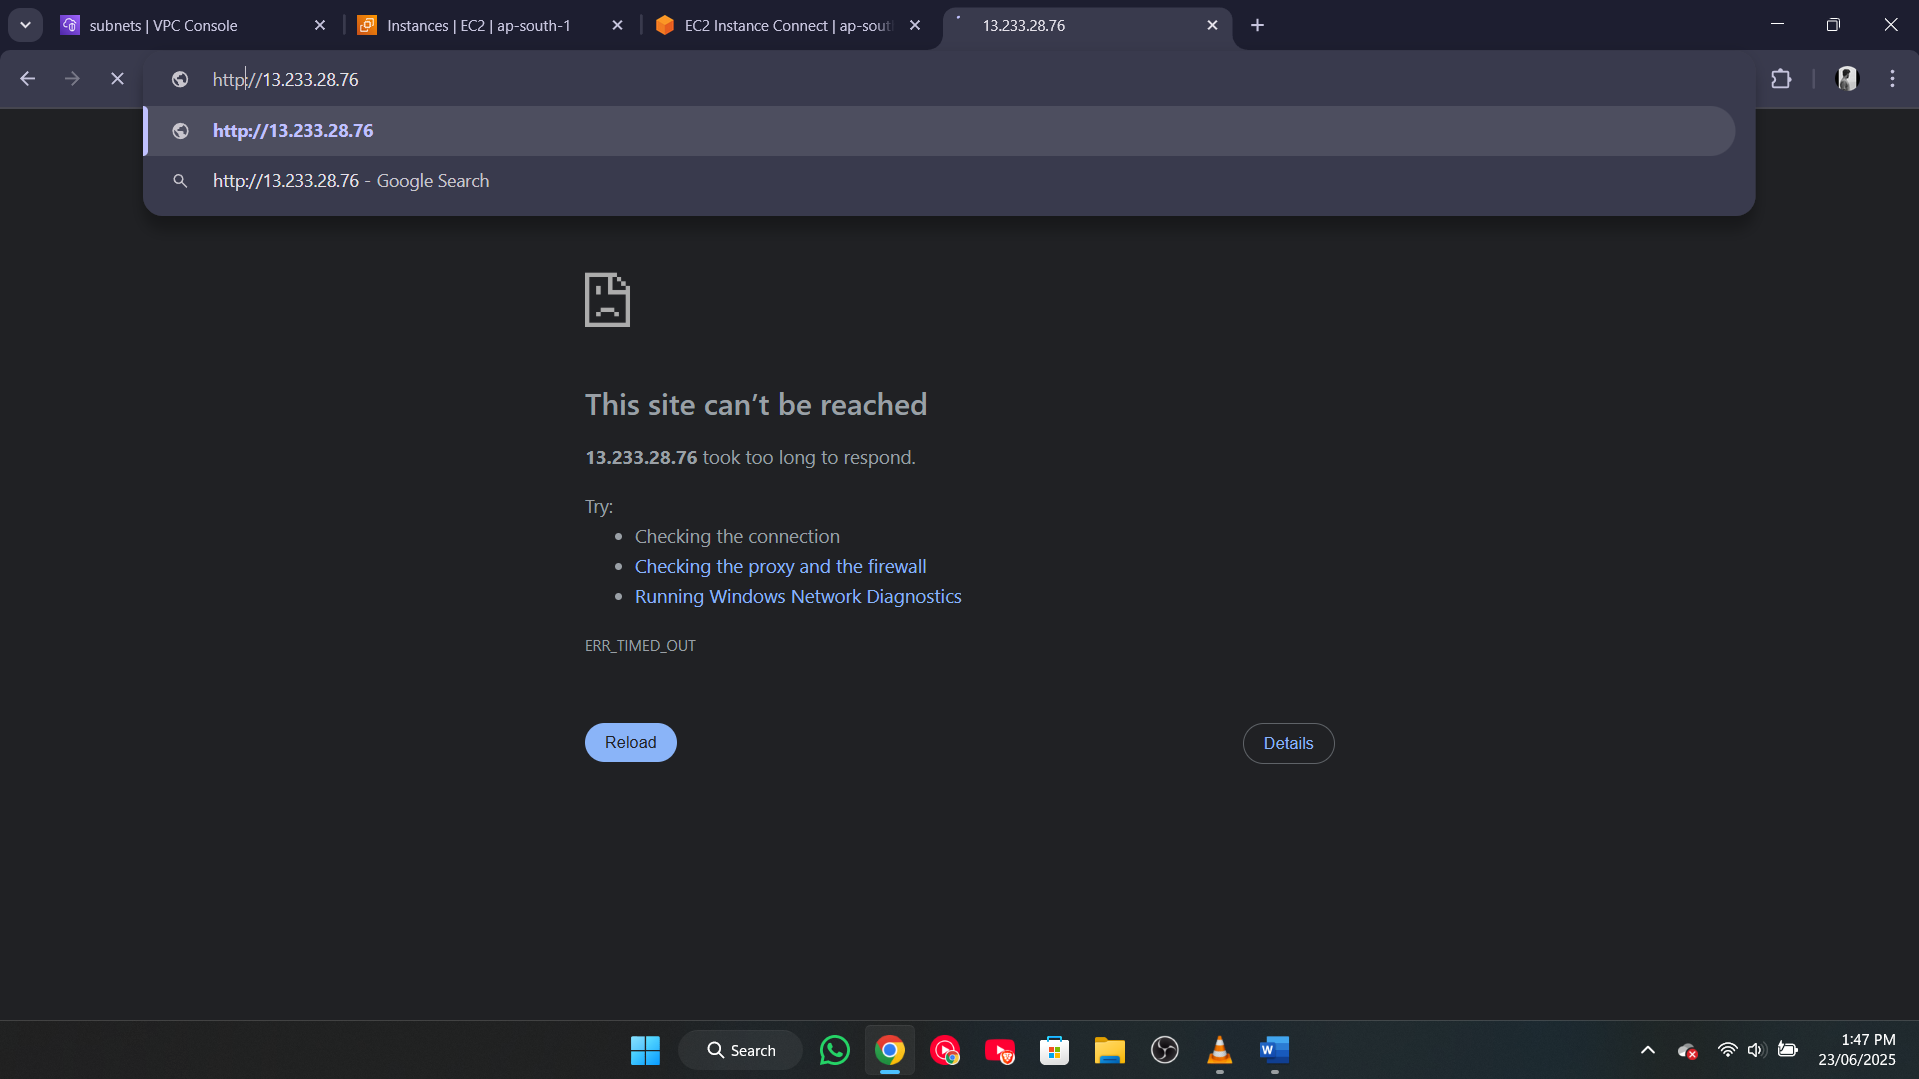 subnets | VPC Console
Instances | EC2 | ap-south-1
EC2 Instance Connect | ap-sout
13.233.28.76
http://13.233.28.76
http://13.233.28.76
http://13.233.28.76 - Google Search
This site can’t be reached
13.233.28.76 took too long to respond.
Try:
Checking the connection
Checking the proxy and the firewall
Running Windows Network Diagnostics
ERR_TIMED_OUT
Reload
Details
Search
1:47 PM
23/06/2025